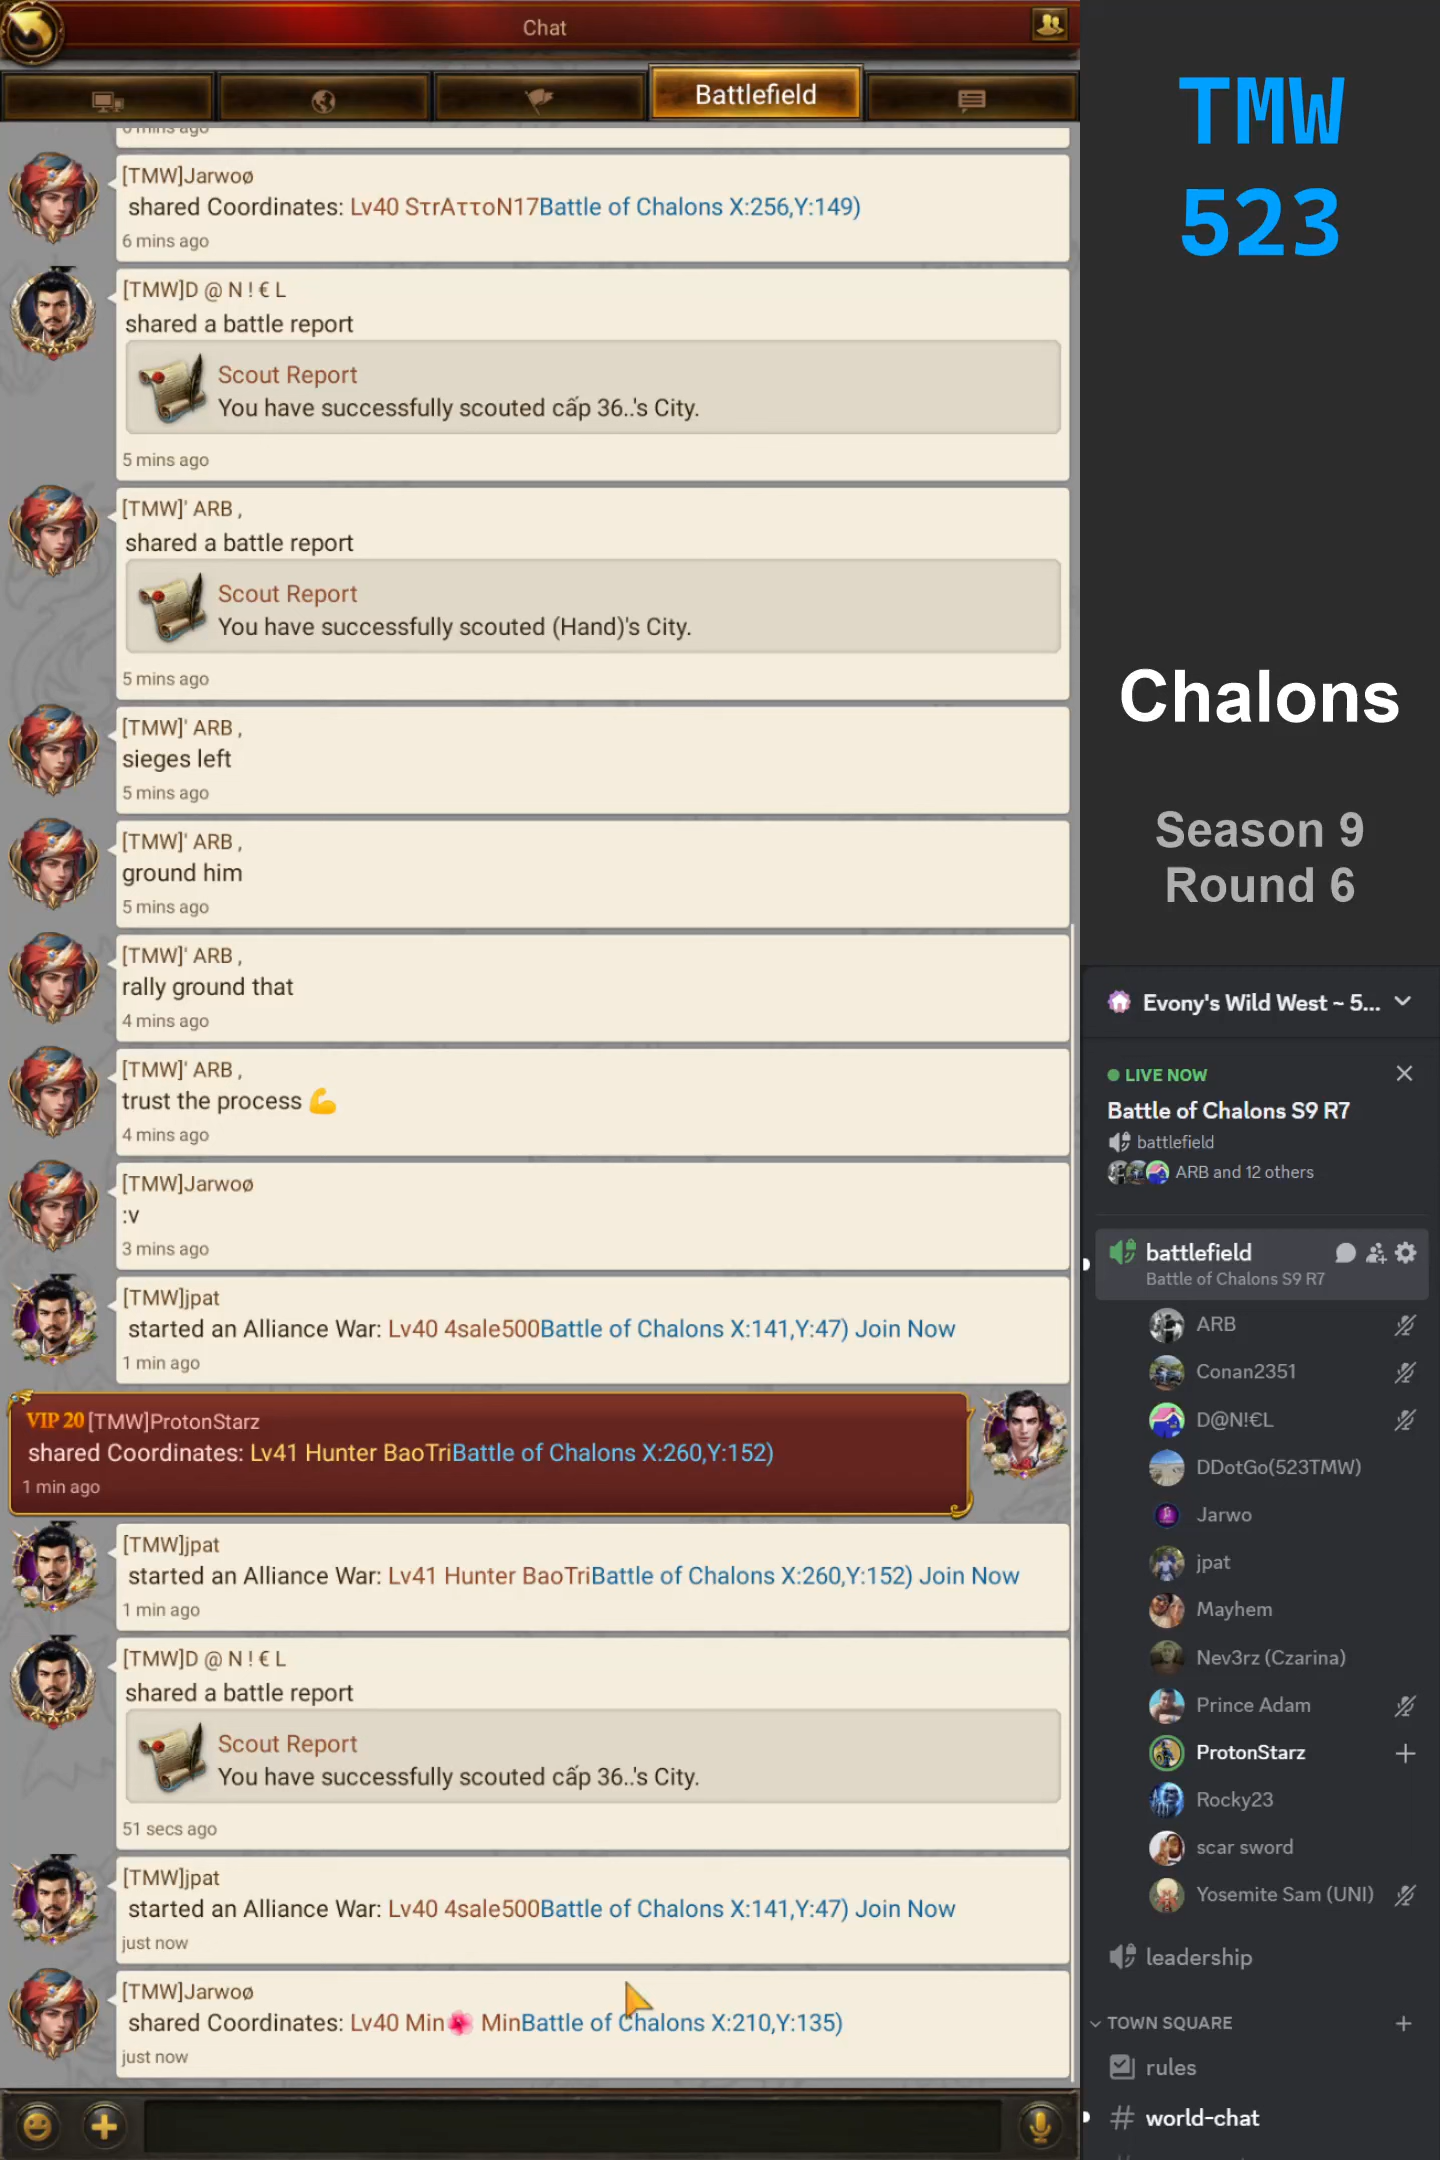 Chat
Battlefield
6 mins ago
[TMW]Jarwoø
shared Coordinates: Lv40 SтrAттoN17Battle of Chalons X:256,Y:149)
6 mins ago
[TMW]D @ N ! € L
shared a battle report
Scout Report
You have successfully scouted cấp 36..'s City.
5 mins ago
[TMW]' ARB ,
shared a battle report
Scout Report
You have successfully scouted (Hand)'s City.
5 mins ago
[TMW]' ARB ,
sieges left
5 mins ago
[TMW]' ARB ,
ground him
5 mins ago
[TMW]' ARB ,
rally ground that
4 mins ago
[TMW]' ARB ,
trust the process 💪
4 mins ago
[TMW]Jarwoø
:v
3 mins ago
[TMW]jpat
started an Alliance War: Lv40 4sale500Battle of Chalons X:141,Y:47) Join Now
1 min ago
VIP 20 [TMW]ProtonStarz
shared Coordinates: Lv41 Hunter BaoTriBattle of Chalons X:260,Y:152)
1 min ago
[TMW]jpat
started an Alliance War: Lv41 Hunter BaoTriBattle of Chalons X:260,Y:152) Join Now
1 min ago
[TMW]D @ N ! € L
shared a battle report
Scout Report
You have successfully scouted cấp 36..'s City.
51 secs ago
[TMW]jpat
started an Alliance War: Lv40 4sale500Battle of Chalons X:141,Y:47) Join Now
just now
[TMW]Jarwoø
shared Coordinates: Lv40 Min🌺 MinBattle of Chalons X:210,Y:135)
just now
TMW
523
Chalons
Season 9
Round 6
Evony's Wild West ~ 5...
LIVE NOW
Battle of Chalons S9 R7
battlefield
ARB and 12 others
battlefield
Battle of Chalons S9 R7
ARB
Conan2351
D@N!€L
DDotGo(523TMW)
Jarwo
jpat
Mayhem
Nev3rz (Czarina)
Prince Adam
ProtonStarz
Rocky23
scar sword
Yosemite Sam (UNI)
leadership
TOWN SQUARE
rules
world-chat